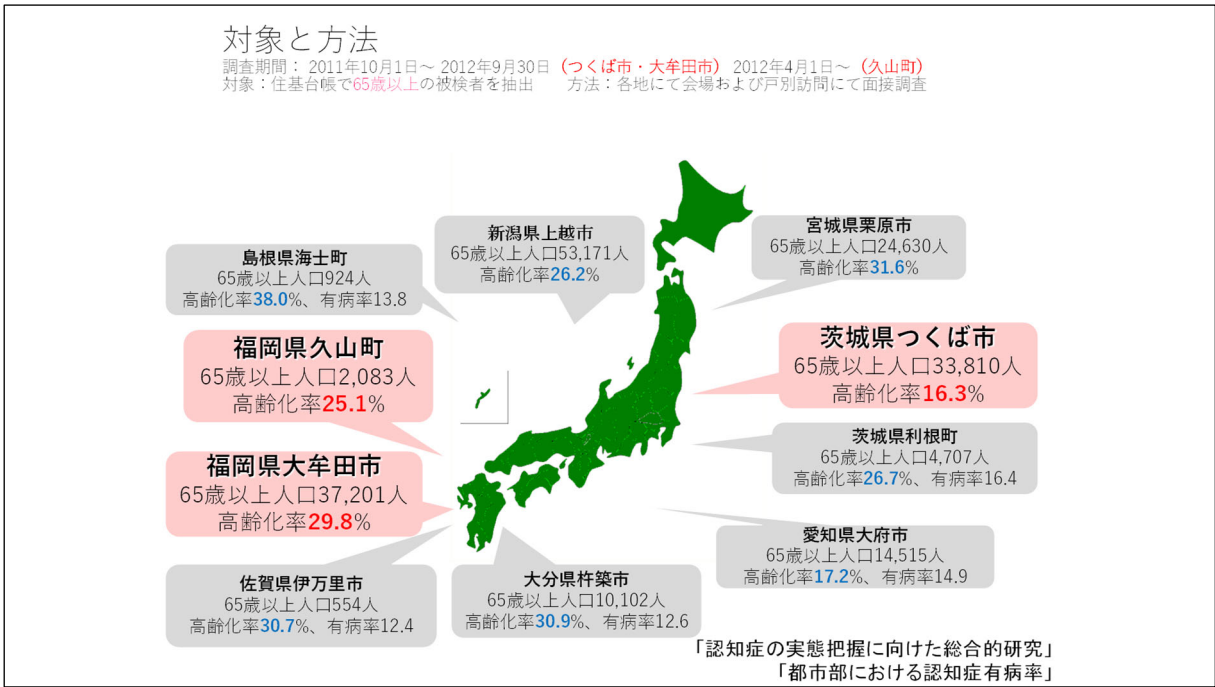 対象と方法
調査期間： 2011年10月1日～ 2012年9月30日（つくば市・大牟田市） 2012年4月1日～（久山町）
対象：住基台帳で65歳以上の被検者を抽出　　方法：各地にて会場および戸別訪問にて面接調査
新潟県上越市
65歳以上人口53,171人
高齢化率26.2%
宮城県栗原市
65歳以上人口24,630人
高齢化率31.6%
島根県海士町
65歳以上人口924人
高齢化率38.0%、有病率13.8
福岡県久山町
65歳以上人口2,083人
高齢化率25.1%
茨城県つくば市
65歳以上人口33,810人
高齢化率16.3%
福岡県大牟田市
65歳以上人口37,201人
高齢化率29.8%
茨城県利根町
65歳以上人口4,707人
高齢化率26.7%、有病率16.4
愛知県大府市
65歳以上人口14,515人
高齢化率17.2%、有病率14.9
佐賀県伊万里市
65歳以上人口554人
高齢化率30.7%、有病率12.4
大分県杵築市
65歳以上人口10,102人
高齢化率30.9%、有病率12.6
「認知症の実態把握に向けた総合的研究」
「都市部における認知症有病率」